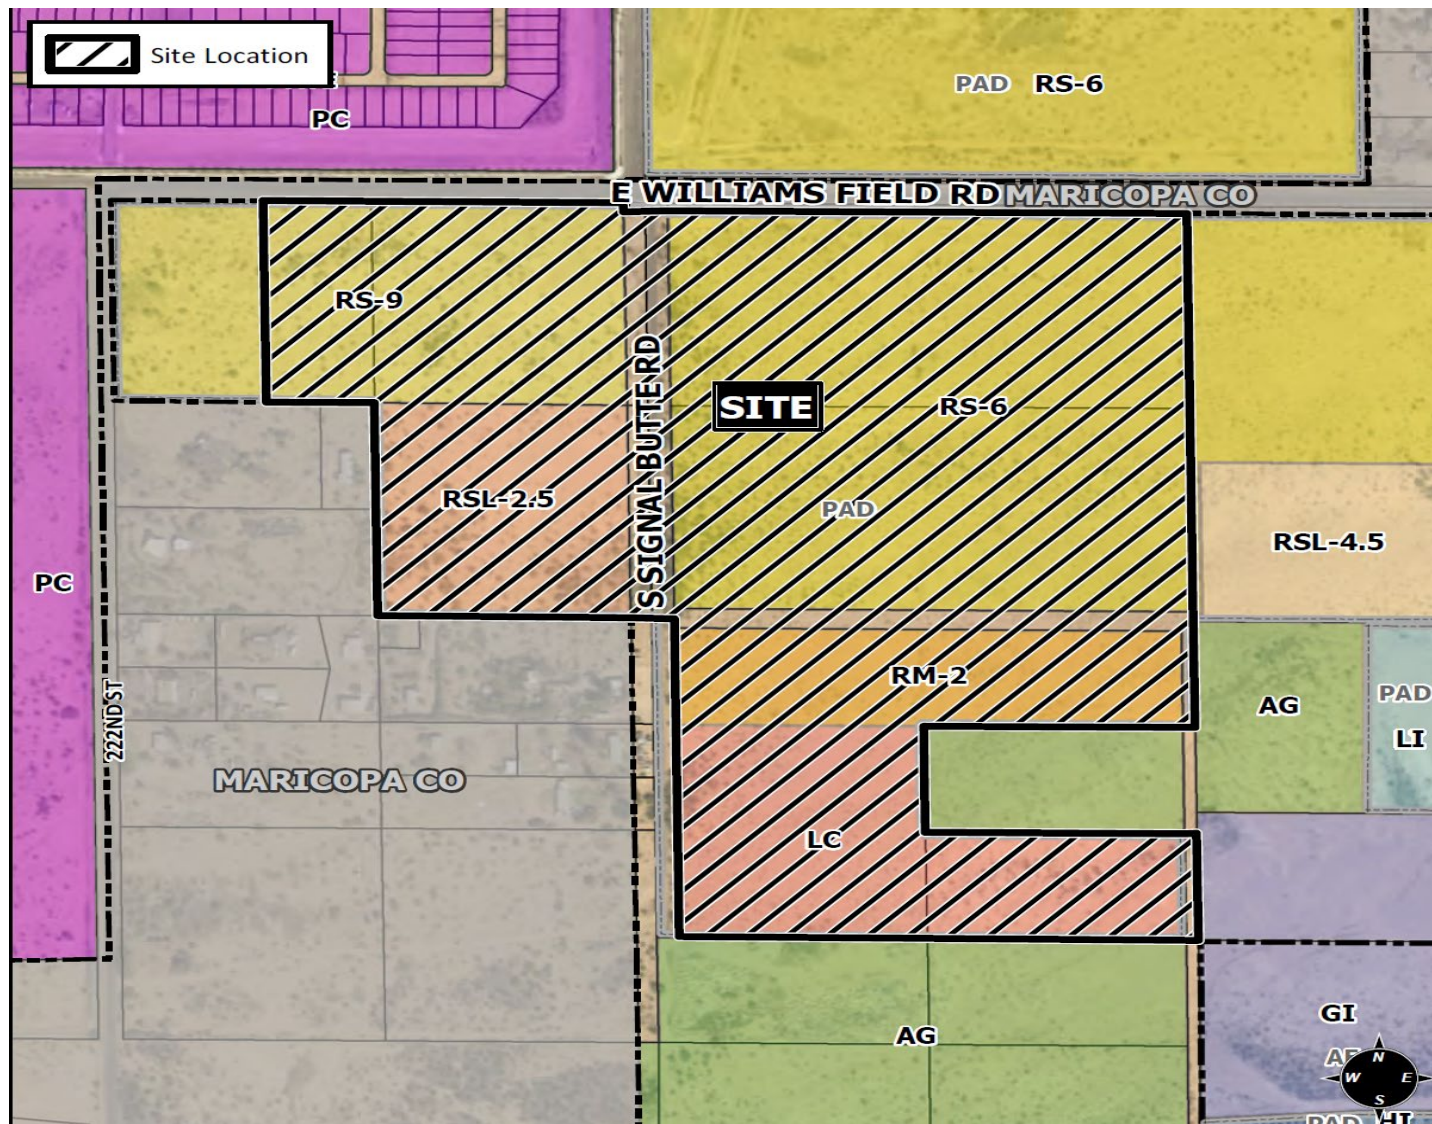 Site Location
PC
PAD RS-6
E WILLIAMS FIELD RD MARICOPA CO
RS-9
S SIGNAL BUTTE RD
SITE
RS-6
RSL-2.5
PAD
RSL-4.5
PC
RM-2
AG
PAD
LI
222ND ST
MARICOPA CO
LC
GI
AG
N
W E
S
PAD HI